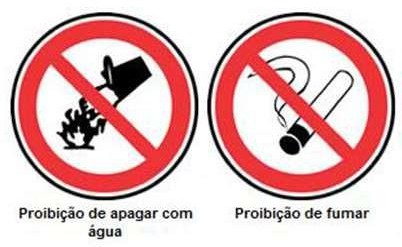 Proibição de apagar com
água
Proibição de fumar